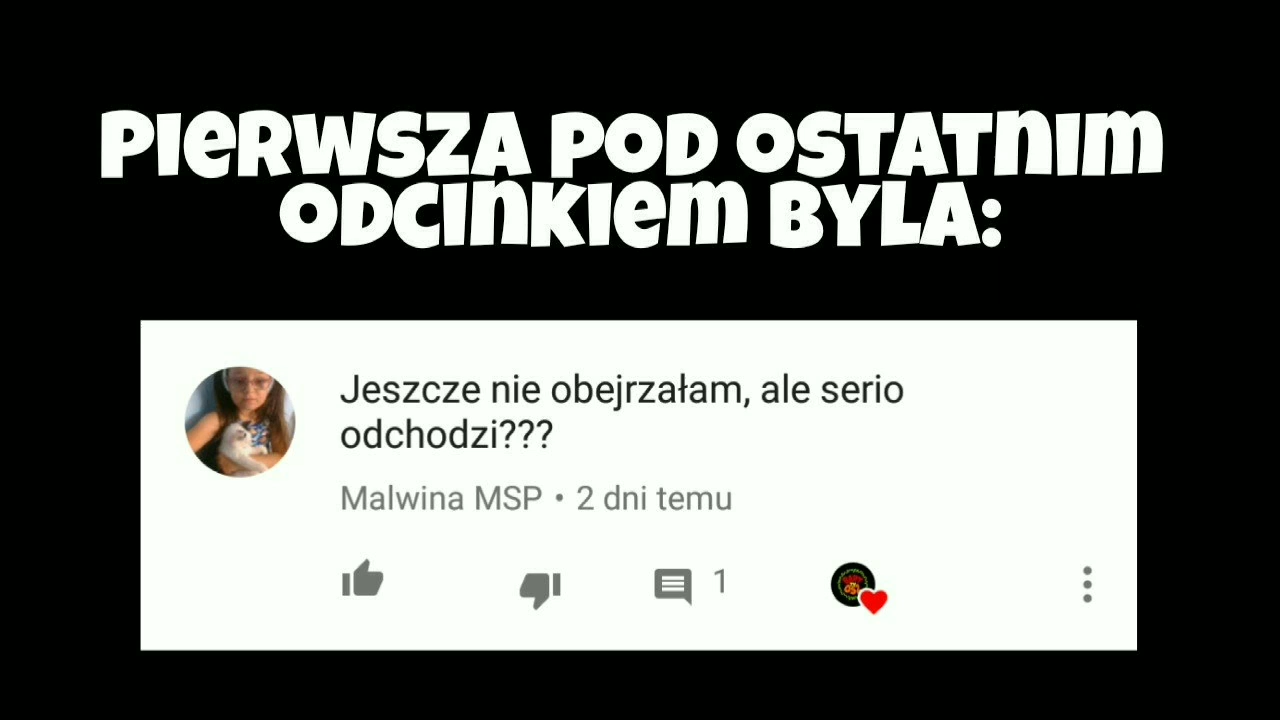 PIERWSZA POD OSTATNIM
ODCINKIEM BYLA:
Jeszcze nie obejrzałam, ale serio
odchodzi???
Malwina MSP • 2 dni temu
1